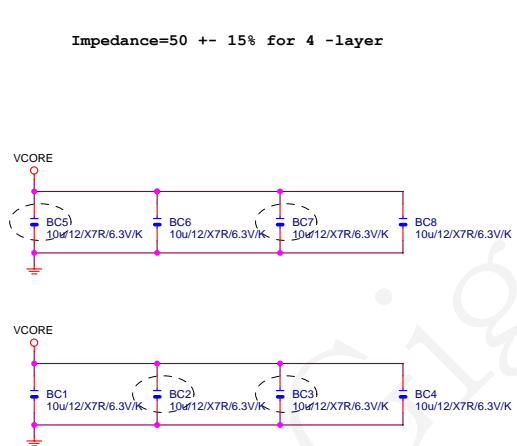 Impedance=50 +- 15% for 4 -layer
VCORE
BC5 BC6 BC7 BC8
10u/12/X7R/6.3V/K 10u/12/X7R/6.3V/K 10u/12/X7R/6.3V/K 10u/12/X7R/6.3V/K
VCORE
BC1 BC2 BC3 BC4
10u/12/X7R/6.3V/K 10u/12/X7R/6.3V/K 10u/12/X7R/6.3V/K 10u/12/X7R/6.3V/K
Gig